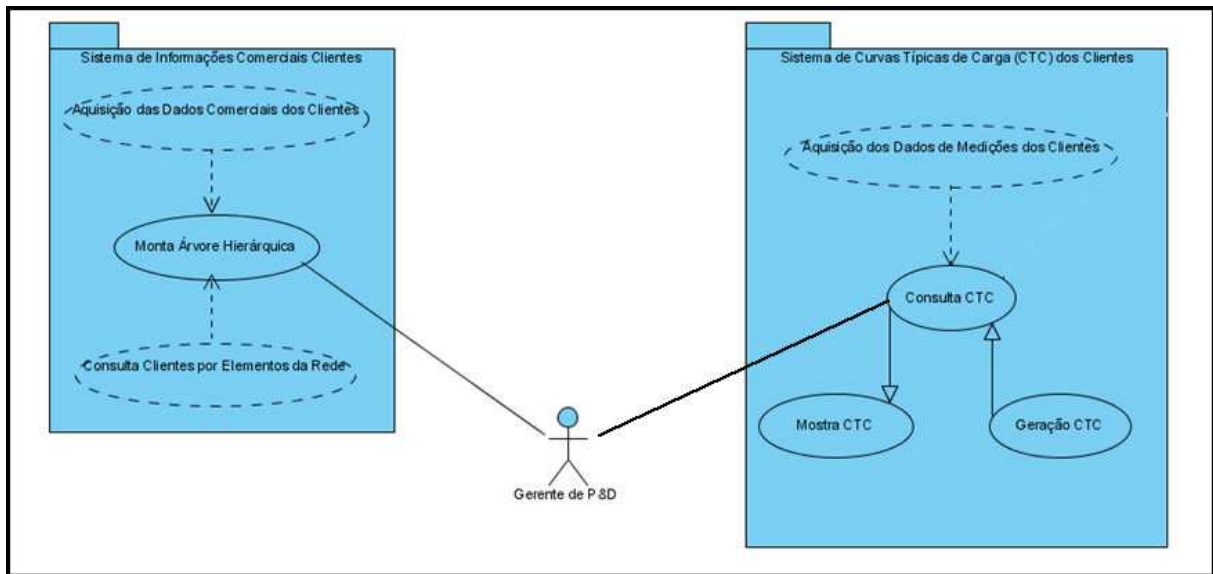 Sistema de Informações Comerciais Clientes
Aquisição das Dados Comerciais dos Clientes
Monta Árvore Hierárquica
Consulta Clientes por Elementos da Rede
Gerente de P&D
Sistema de Curvas Típicas de Carga (CTC) dos Clientes
Aquisição dos Dados de Medições dos Clientes
Consulta CTC
Mostra CTC
Geração CTC